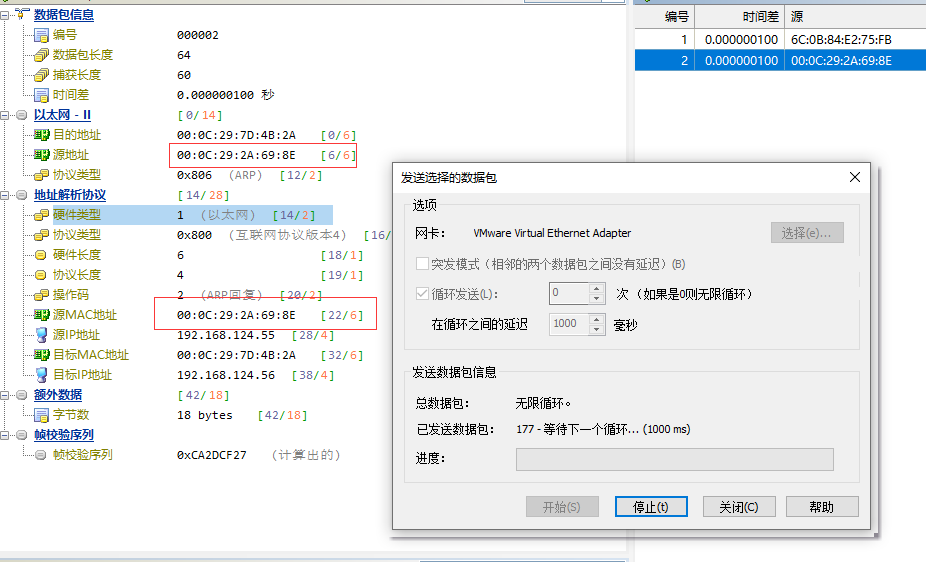 数据包信息
编号 000002
数据包长度 64
捕获长度 60
时间差 0.000000100 秒
以太网 - II [0/14]
目的地址 00:0C:29:7D:4B:2A [0/6]
源地址 00:0C:29:2A:69:8E [6/6]
协议类型 0x806 (ARP) [12/2]
地址解析协议 [14/28]
硬件类型 1 (以太网) [14/2]
协议类型 0x800 (互联网协议版本4) [16/
硬件长度 6 [18/1]
协议长度 4 [19/1]
操作码 2 (ARP回复) [20/2]
源MAC地址 00:0C:29:2A:69:8E [22/6]
源IP地址 192.168.124.55 [28/4]
目标MAC地址 00:0C:29:7D:4B:2A [32/6]
目标IP地址 192.168.124.56 [38/4]
额外数据 [42/18]
字节数 18 bytes [42/18]
帧校验序列
帧校验序列 0xCA2DCF27 (计算出的)
编号 时间差 源
1 0.000000100 6C:0B:84:E2:75:FB
2 0.000000100 00:0C:29:2A:69:8E
发送选择的数据包
选项
网卡： VMware Virtual Ethernet Adapter 选择(e)...
突发模式（相邻的两个数据包之间没有延迟）(B)
循环发送(L)： 0 次（如果是0则无限循环）
在循环之间的延迟 1000 毫秒
发送数据包信息
总数据包： 无限循环。
已发送数据包： 177 - 等待下一个循环... (1000 ms)
进度：
开始(S) 停止(t) 关闭(C) 帮助